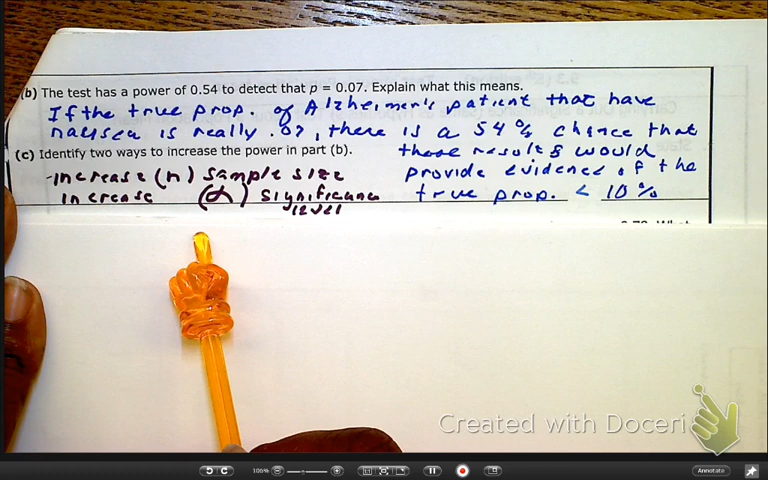 (b) The test has a power of 0.54 to detect that p = 0.07. Explain what this means.
If the true prop. of Alzheimer's patient that have
nausea is really .07, there is a 54% chance that
(c) Identify two ways to increase the power in part (b).
these results would
-increase (n) sample size
provide evidence of the
increase (α) significance
level
true prop. < 10%
Created with Doceri
106%
Annotate